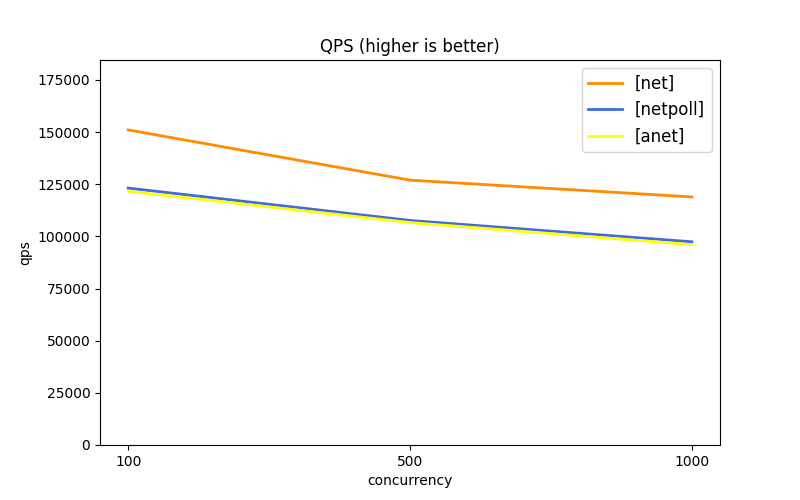 QPS (higher is better)
[net]
[netpoll]
[anet]
qps
175000
150000
125000
100000
75000
50000
25000
0
100
500
1000
concurrency